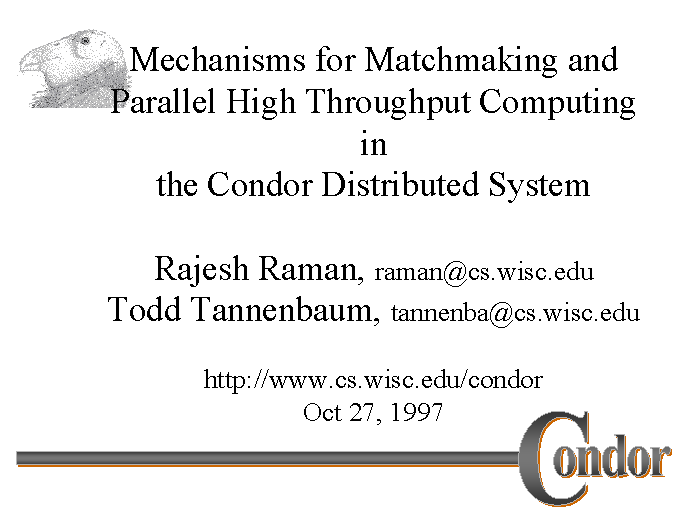 Mechanisms for Matchmaking and
Parallel High Throughput Computing
in
the Condor Distributed System
Rajesh Raman, raman@cs.wisc.edu
Todd Tannenbaum, tannenba@cs.wisc.edu
http://www.cs.wisc.edu/condor
Oct 27, 1997
Condor